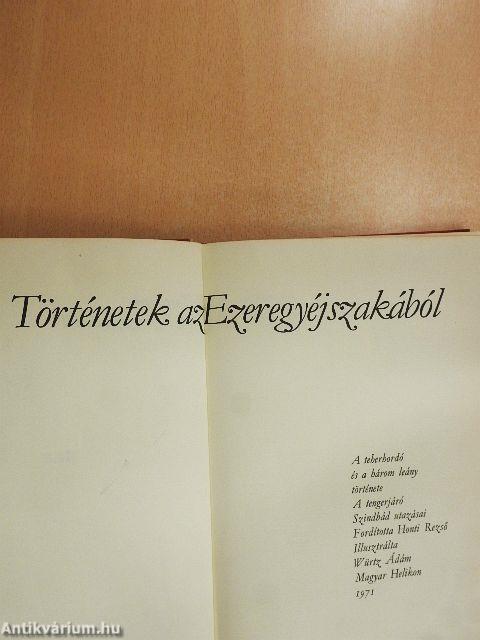 Történetek az Ezeregyéjszakából
A teherhordó
és a három leány
története
A tengerjáró
Szindbád utazásai
Fordította Honti Rezső
Illusztrálta
Würtz Ádám
Magyar Helikon
1971
Antikvárium.hu